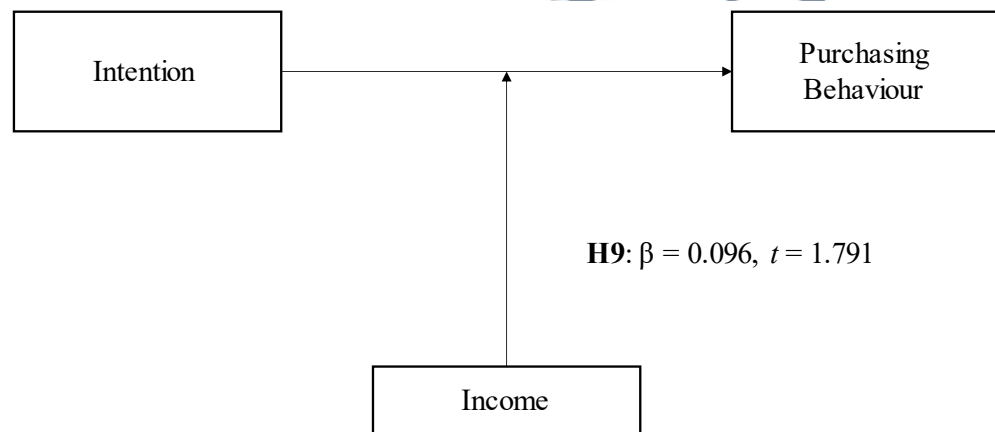 Intention
Purchasing
Behaviour
H9: β = 0.096, t = 1.791
Income